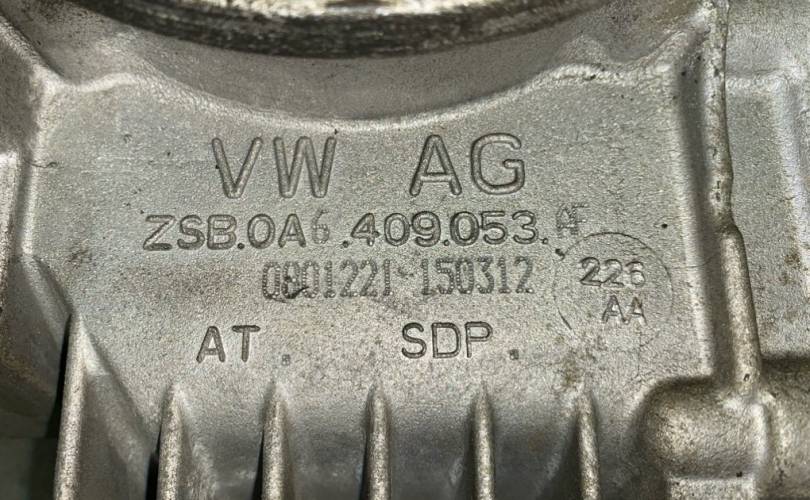 VW AG
ZSB.0A6.409.053.AF
0801221-150312
226
AA
AT. SDP.